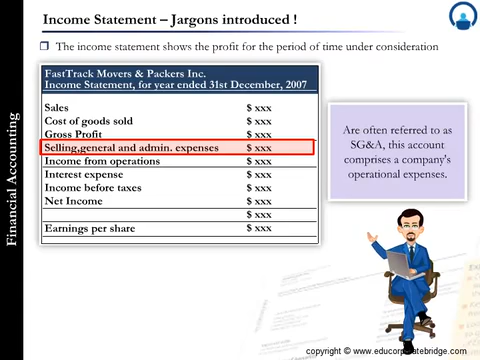 Income Statement – Jargons introduced !
The income statement shows the profit for the period of time under consideration
Financial Accounting
FastTrack Movers & Packers Inc.
Income Statement, for year ended 31st December, 2007
Sales $ xxx
Cost of goods sold $ xxx
Gross Profit $ xxx
Selling,general and admin. expenses $ xxx
Income from operations $ xxx
Interest expense $ xxx
Income before taxes $ xxx
Net Income $ xxx
$ xxx
Earnings per share $ xxx
Are often referred to as
SG&A, this account
comprises a company's
operational expenses.
copyright © www.educorporatebridge.com